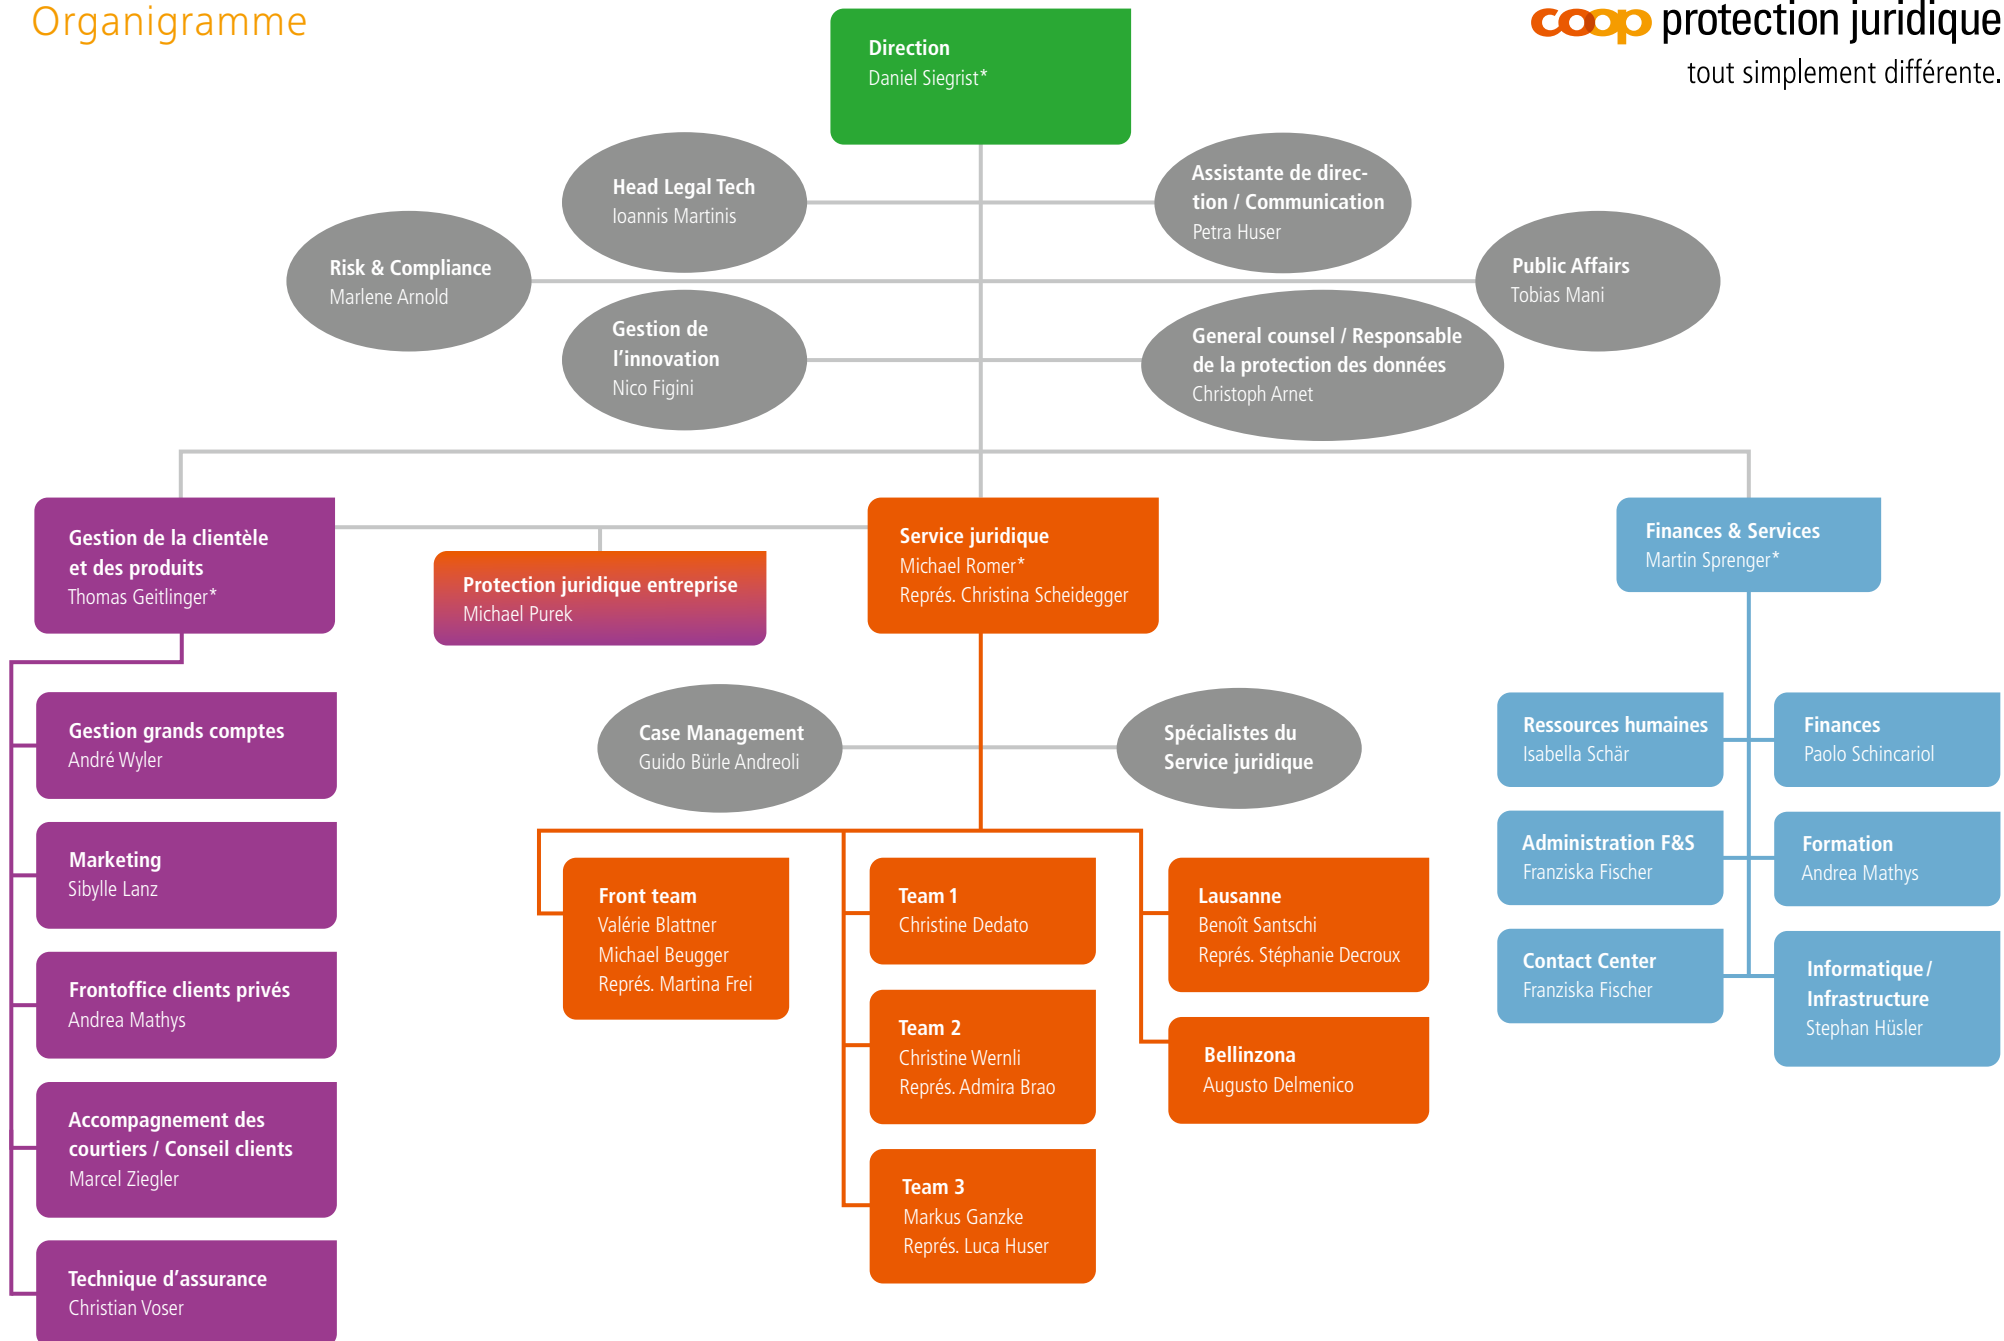 Organigramme
coop protection juridique
tout simplement différente.
Direction
Daniel Siegrist*
Head Legal Tech
Ioannis Martinis
Assistante de direc-
tion / Communication
Petra Huser
Risk & Compliance
Marlene Arnold
Public Affairs
Tobias Mani
Gestion de
l’innovation
Nico Figini
General counsel / Responsable
de la protection des données
Christoph Arnet
Gestion de la clientèle
et des produits
Thomas Geitlinger*
Protection juridique entreprise
Michael Purek
Service juridique
Michael Romer*
Représ. Christina Scheidegger
Finances & Services
Martin Sprenger*
Gestion grands comptes
André Wyler
Marketing
Sibylle Lanz
Frontoffice clients privés
Andrea Mathys
Accompagnement des
courtiers / Conseil clients
Marcel Ziegler
Technique d’assurance
Christian Voser
Case Management
Guido Bürle Andreoli
Spécialistes du
Service juridique
Front team
Valérie Blattner
Michael Beugger
Représ. Martina Frei
Team 1
Christine Dedato
Team 2
Christine Wernli
Représ. Admira Brao
Team 3
Markus Ganzke
Représ. Luca Huser
Lausanne
Benoît Santschi
Représ. Stéphanie Decroux
Bellinzona
Augusto Delmenico
Ressources humaines
Isabella Schär
Finances
Paolo Schincariol
Administration F&S
Franziska Fischer
Formation
Andrea Mathys
Contact Center
Franziska Fischer
Informatique /
Infrastructure
Stephan Hüsler